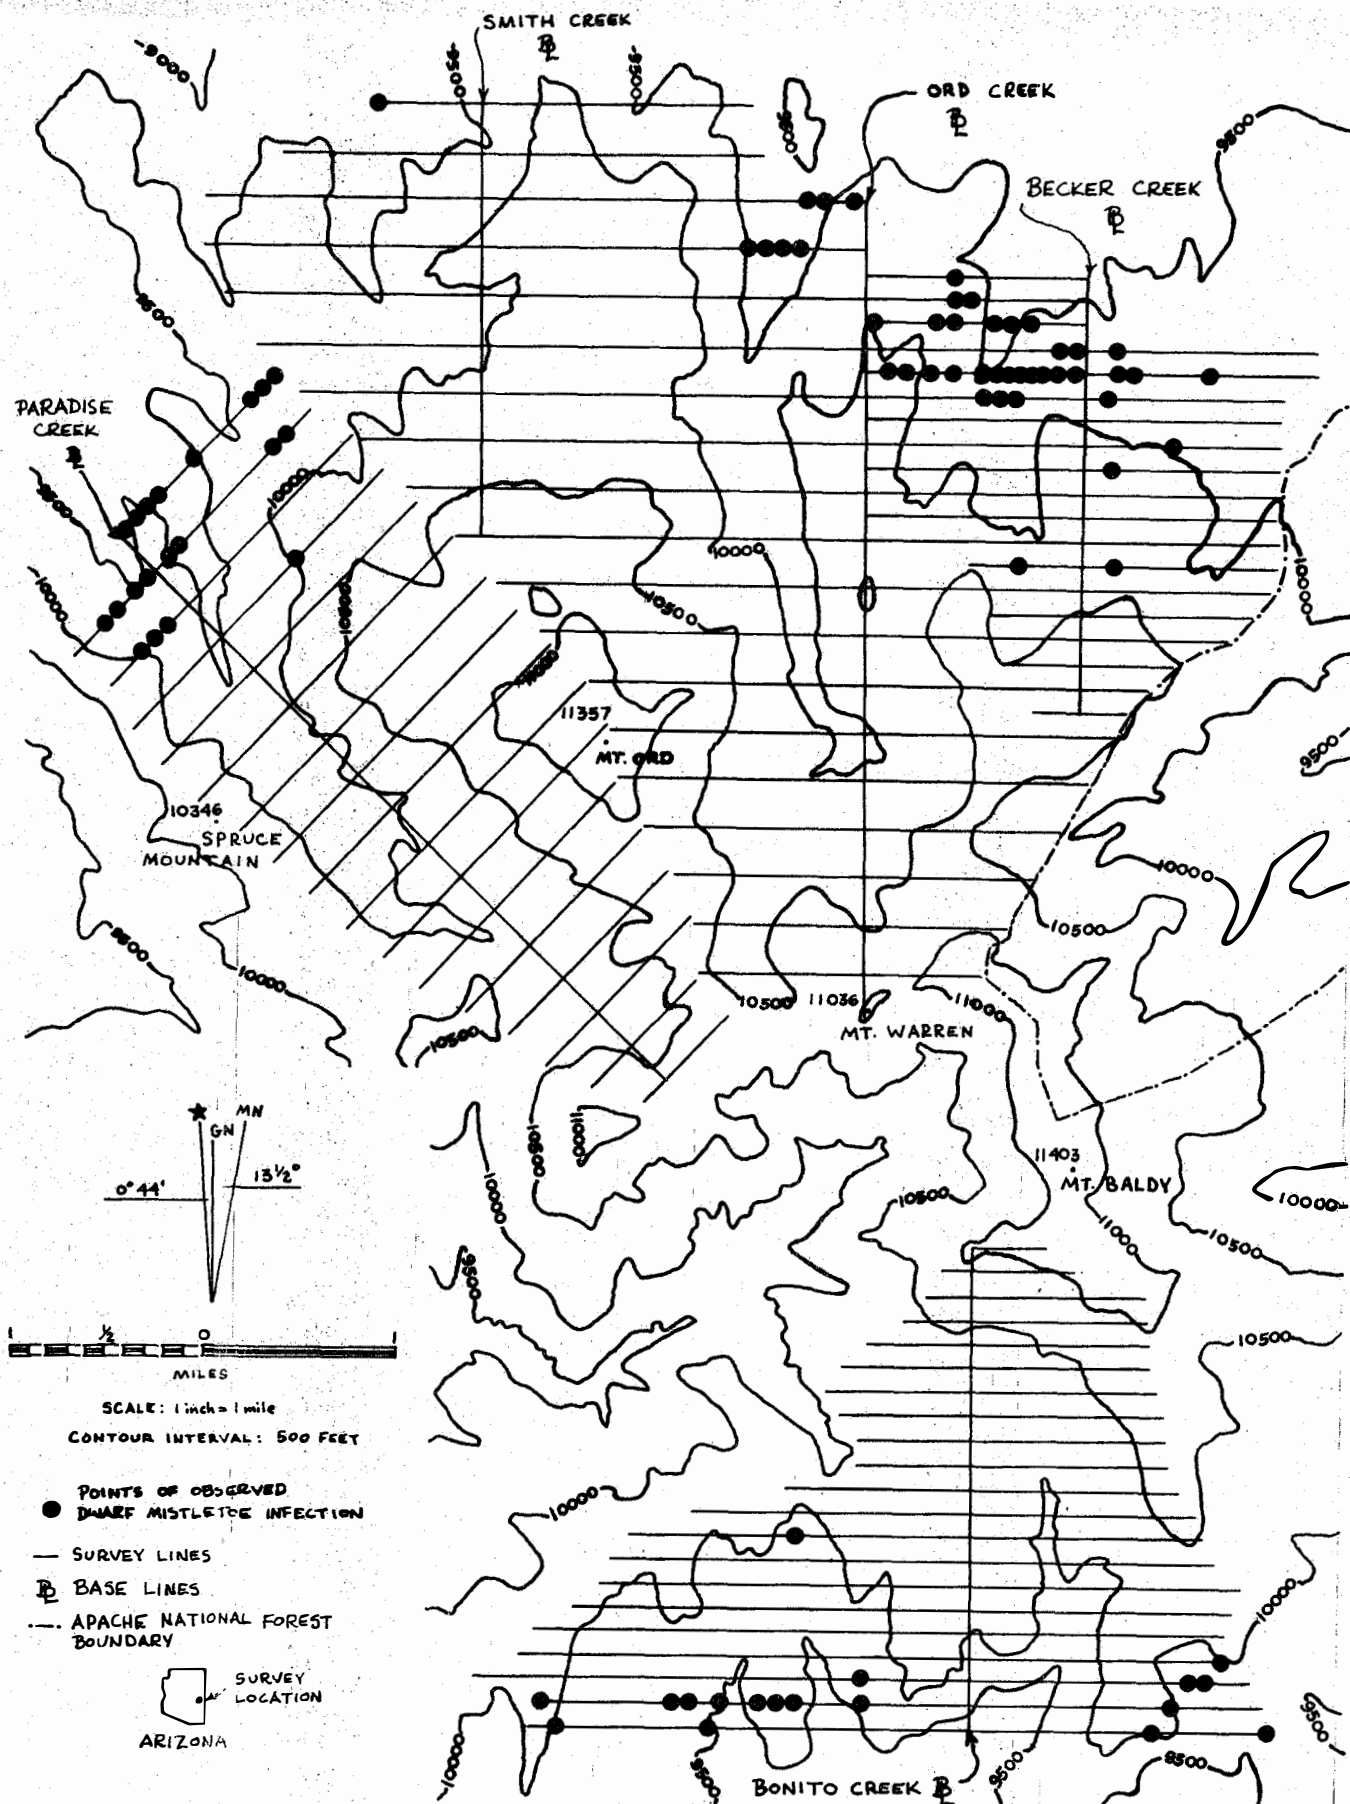 SMITH CREEK
BL
-9000
-9500
-9500
9500
ORD CREEK
BL
9500
BECKER CREEK
BL
9500
PARADISE
CREEK
BL
9500
10000
10000
10000
10500
10500
11000
11357
MT. ORD
10000
9500
10346
SPRUCE
MOUNTAIN
10000
10500
9500
10000
10500
10500
11036
11000
MT. WARREN
MN
GN
0°44'
13½°
11000
10500
10000
11403
MT. BALDY
10500
11000
10000
10500
9500
1
½
0
1
MILES
10500
SCALE: 1 inch = 1 mile
CONTOUR INTERVAL: 500 FEET
POINTS OF OBSERVED
DWARF MISTLETOE INFECTION
10000
SURVEY LINES
BL BASE LINES
APACHE NATIONAL FOREST
BOUNDARY
10000
SURVEY
LOCATION
ARIZONA
10000
9500
9500
9500
9500
BONITO CREEK BL